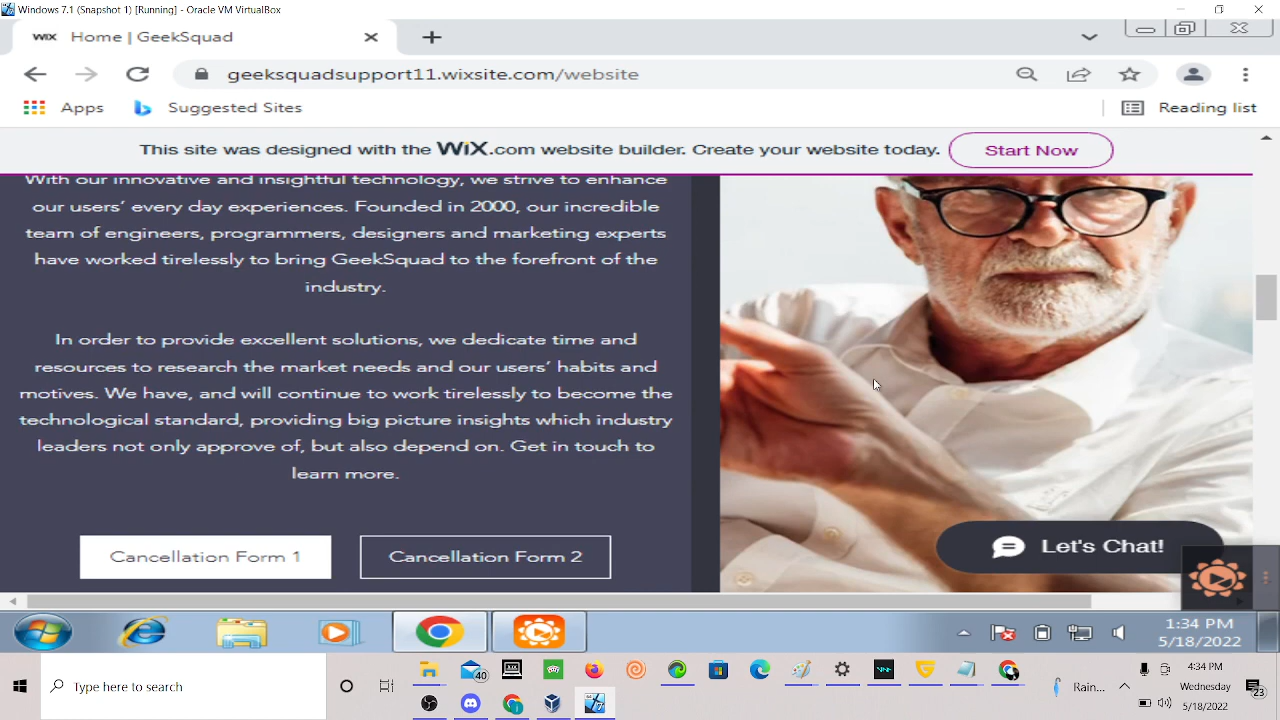 Windows 7.1 (Snapshot 1) [Running] - Oracle VM VirtualBox
WIX Home | GeekSquad
geeksquadsupport11.wixsite.com/website
Apps Suggested Sites Reading list
This site was designed with the WiX.com website builder. Create your website today. Start Now
With our innovative and insightful technology, we strive to enhance
our users' every day experiences. Founded in 2000, our incredible
team of engineers, programmers, designers and marketing experts
have worked tirelessly to bring GeekSquad to the forefront of the
industry.
In order to provide excellent solutions, we dedicate time and
resources to research the market needs and our users' habits and
motives. We have, and will continue to work tirelessly to become the
technological standard, providing big picture insights which industry
leaders not only approve of, but also depend on. Get in touch to
learn more.
Cancellation Form 1 Cancellation Form 2
Let's Chat!
1:34 PM
5/18/2022
Type here to search
40
Rain...
4:34 PM
Wednesday
5/18/2022
23